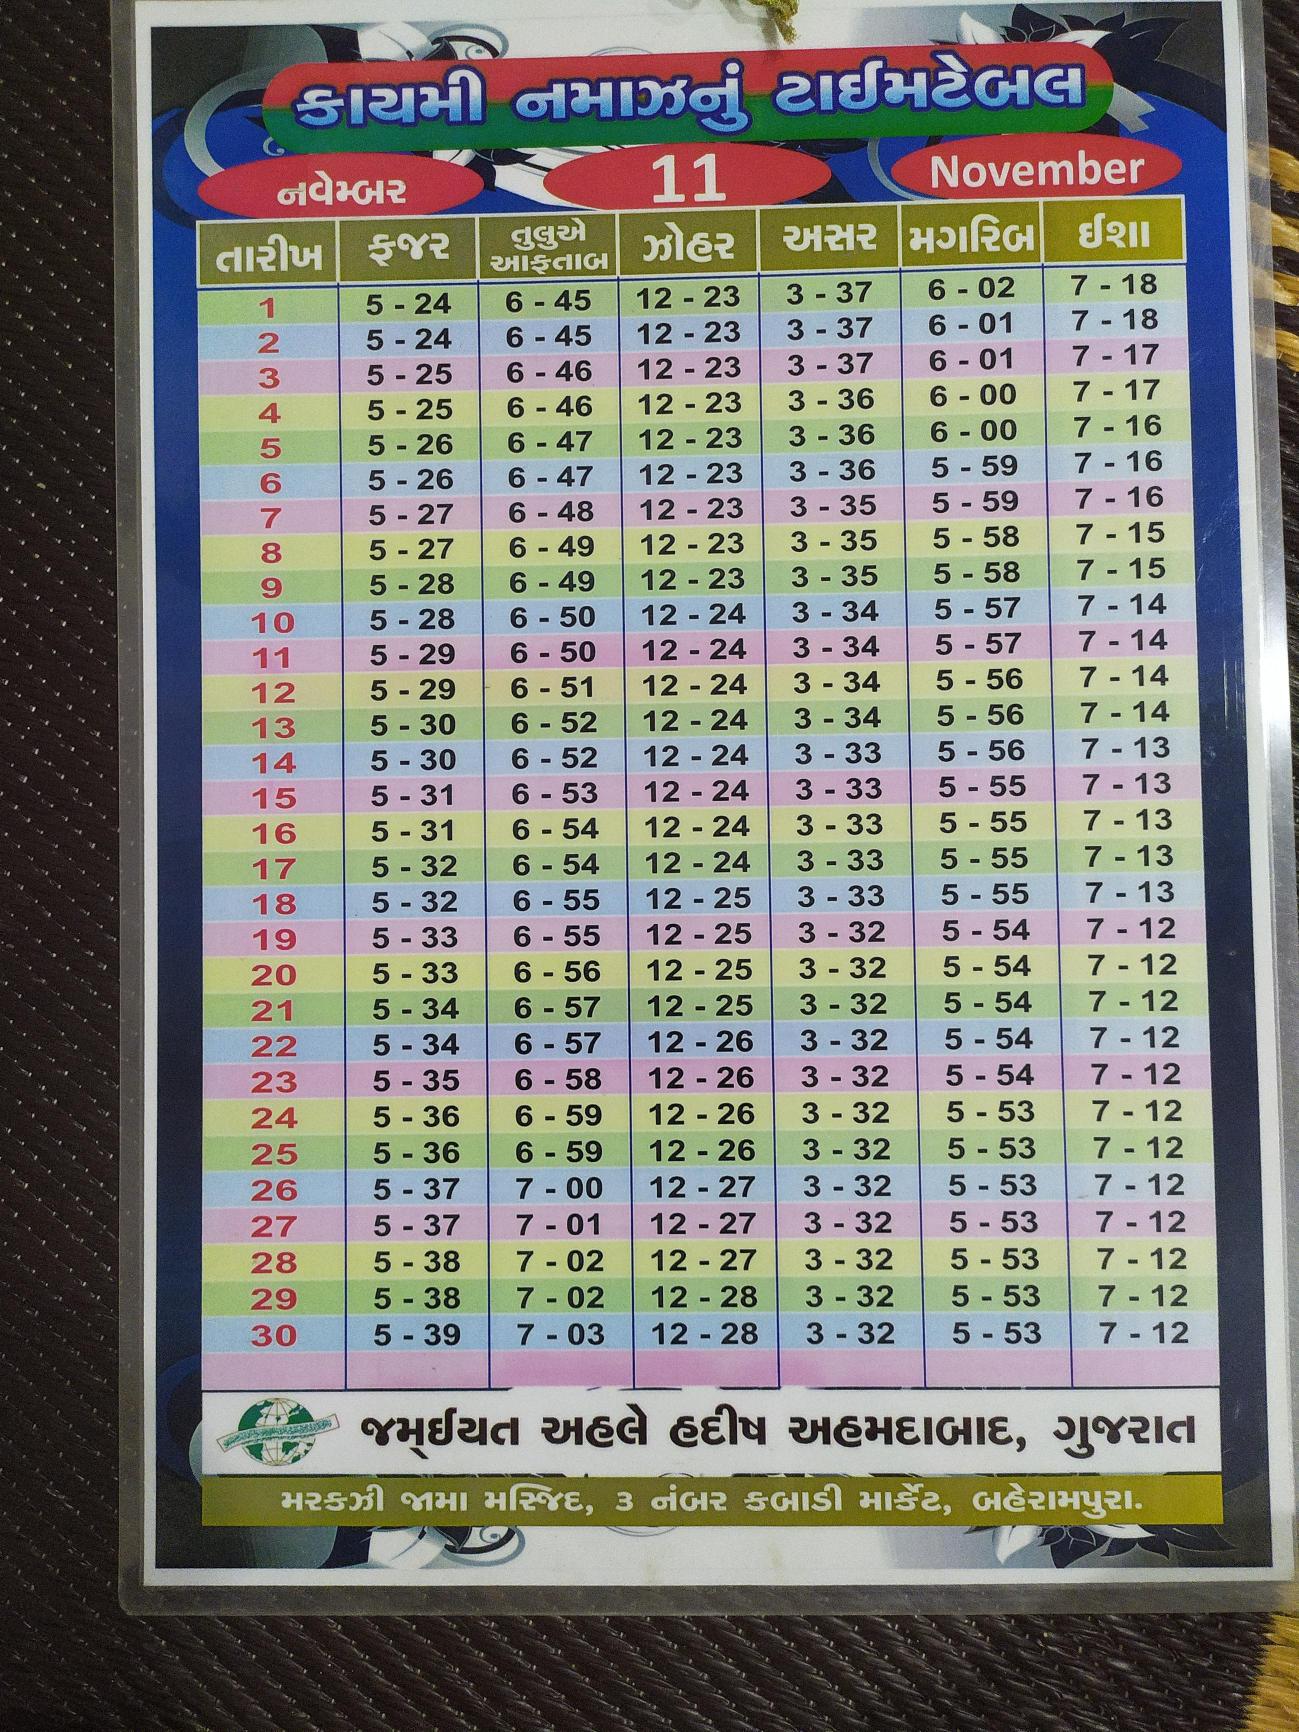 કાયમી નમાઝનું ટાઈમટેબલ
નવેમ્બર 11 November
તારીખ ફજર તુલુએ આફતાબ ઝોહર અસર મગરિબ ઈશા
1 5 - 24 6 - 45 12 - 23 3 - 37 6 - 02 7 - 18
2 5 - 24 6 - 45 12 - 23 3 - 37 6 - 01 7 - 18
3 5 - 25 6 - 46 12 - 23 3 - 37 6 - 01 7 - 17
4 5 - 25 6 - 46 12 - 23 3 - 36 6 - 00 7 - 17
5 5 - 26 6 - 47 12 - 23 3 - 36 6 - 00 7 - 16
6 5 - 26 6 - 47 12 - 23 3 - 36 5 - 59 7 - 16
7 5 - 27 6 - 48 12 - 23 3 - 35 5 - 59 7 - 16
8 5 - 27 6 - 49 12 - 23 3 - 35 5 - 58 7 - 15
9 5 - 28 6 - 49 12 - 23 3 - 35 5 - 58 7 - 15
10 5 - 28 6 - 50 12 - 24 3 - 34 5 - 57 7 - 14
11 5 - 29 6 - 50 12 - 24 3 - 34 5 - 57 7 - 14
12 5 - 29 6 - 51 12 - 24 3 - 34 5 - 56 7 - 14
13 5 - 30 6 - 52 12 - 24 3 - 34 5 - 56 7 - 14
14 5 - 30 6 - 52 12 - 24 3 - 33 5 - 56 7 - 13
15 5 - 31 6 - 53 12 - 24 3 - 33 5 - 55 7 - 13
16 5 - 31 6 - 54 12 - 24 3 - 33 5 - 55 7 - 13
17 5 - 32 6 - 54 12 - 24 3 - 33 5 - 55 7 - 13
18 5 - 32 6 - 55 12 - 25 3 - 33 5 - 55 7 - 13
19 5 - 33 6 - 55 12 - 25 3 - 32 5 - 54 7 - 12
20 5 - 33 6 - 56 12 - 25 3 - 32 5 - 54 7 - 12
21 5 - 34 6 - 57 12 - 25 3 - 32 5 - 54 7 - 12
22 5 - 34 6 - 57 12 - 26 3 - 32 5 - 54 7 - 12
23 5 - 35 6 - 58 12 - 26 3 - 32 5 - 54 7 - 12
24 5 - 36 6 - 59 12 - 26 3 - 32 5 - 53 7 - 12
25 5 - 36 6 - 59 12 - 26 3 - 32 5 - 53 7 - 12
26 5 - 37 7 - 00 12 - 27 3 - 32 5 - 53 7 - 12
27 5 - 37 7 - 01 12 - 27 3 - 32 5 - 53 7 - 12
28 5 - 38 7 - 02 12 - 27 3 - 32 5 - 53 7 - 12
29 5 - 38 7 - 02 12 - 28 3 - 32 5 - 53 7 - 12
30 5 - 39 7 - 03 12 - 28 3 - 32 5 - 53 7 - 12
જમ્ઈયત અહલે હદીષ અહમદાબાદ, ગુજરાત
મરકઝી જામા મસ્જિદ, ૩ નંબર કબાડી માર્કેટ, બહેરામપુરા.